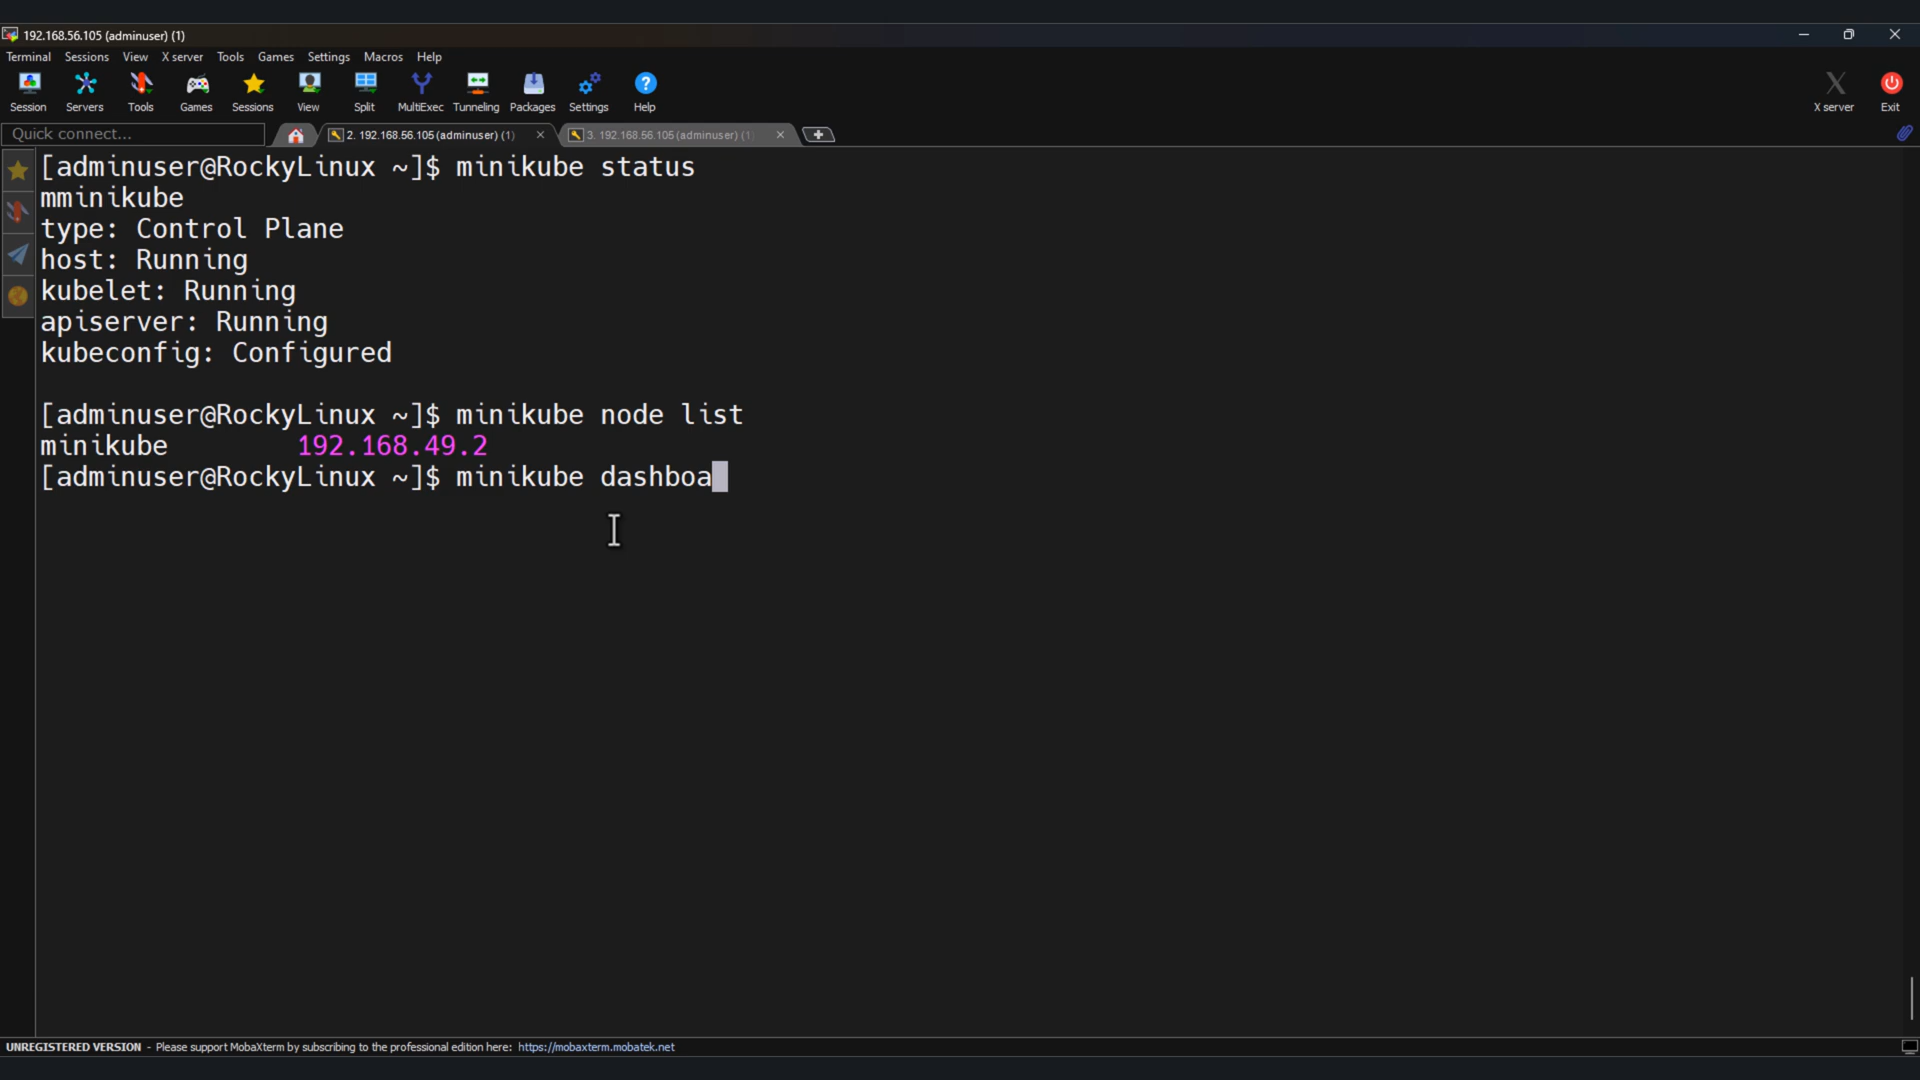 192.168.56.105 (adminuser) (1)
Terminal Sessions View X server Tools Games Settings Macros Help
Session Servers Tools Games Sessions View Split MultiExec Tunneling Packages Settings Help X server Exit
Quick connect... 2. 192.168.56.105 (adminuser) (1) 3. 192.168.56.105 (adminuser) (1)
[adminuser@RockyLinux ~]$ minikube status
mminikube
type: Control Plane
host: Running
kubelet: Running
apiserver: Running
kubeconfig: Configured
[adminuser@RockyLinux ~]$ minikube node list
minikube 192.168.49.2
[adminuser@RockyLinux ~]$ minikube dashboa
UNREGISTERED VERSION - Please support MobaXterm by subscribing to the professional edition here: https://mobaxterm.mobatek.net